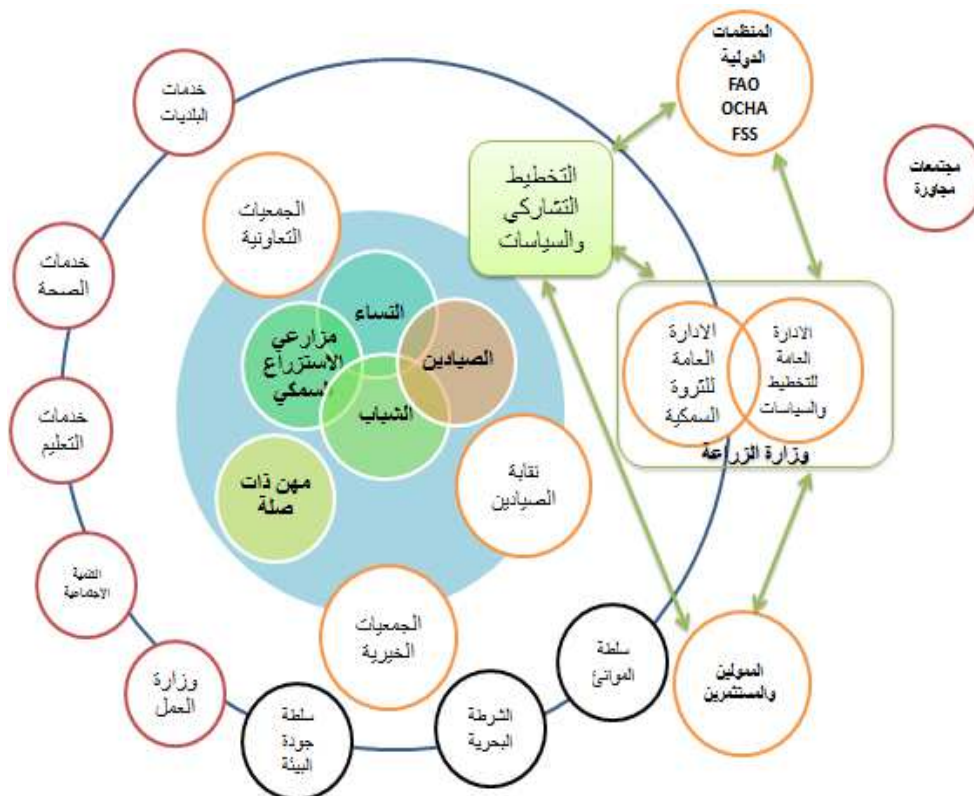 المنظمات
الدولية
FAO
OCHA
FSS
خدمات
البلديات
مجتمعات
مجاورة
التخطيط
التشاركي
والسياسات
الجمعيات
التعاونية
خدمات
الصحة
النساء
مزارعي
الاستزراع
السمكي
الصيادين
الشباب
الادارة
العامة
للتخطيط
والسياسات
الادارة
العامة
للثروة
السمكية
وزارة الزراعة
خدمات
التعليم
مهن ذات
صلة
نقابة
الصيادين
التنمية
الاجتماعية
الجمعيات
الخيرية
سلطة
الموانئ
الممولين
والمستثمرين
وزارة
العمل
الشرطة
البحرية
سلطة
جودة
البيئة